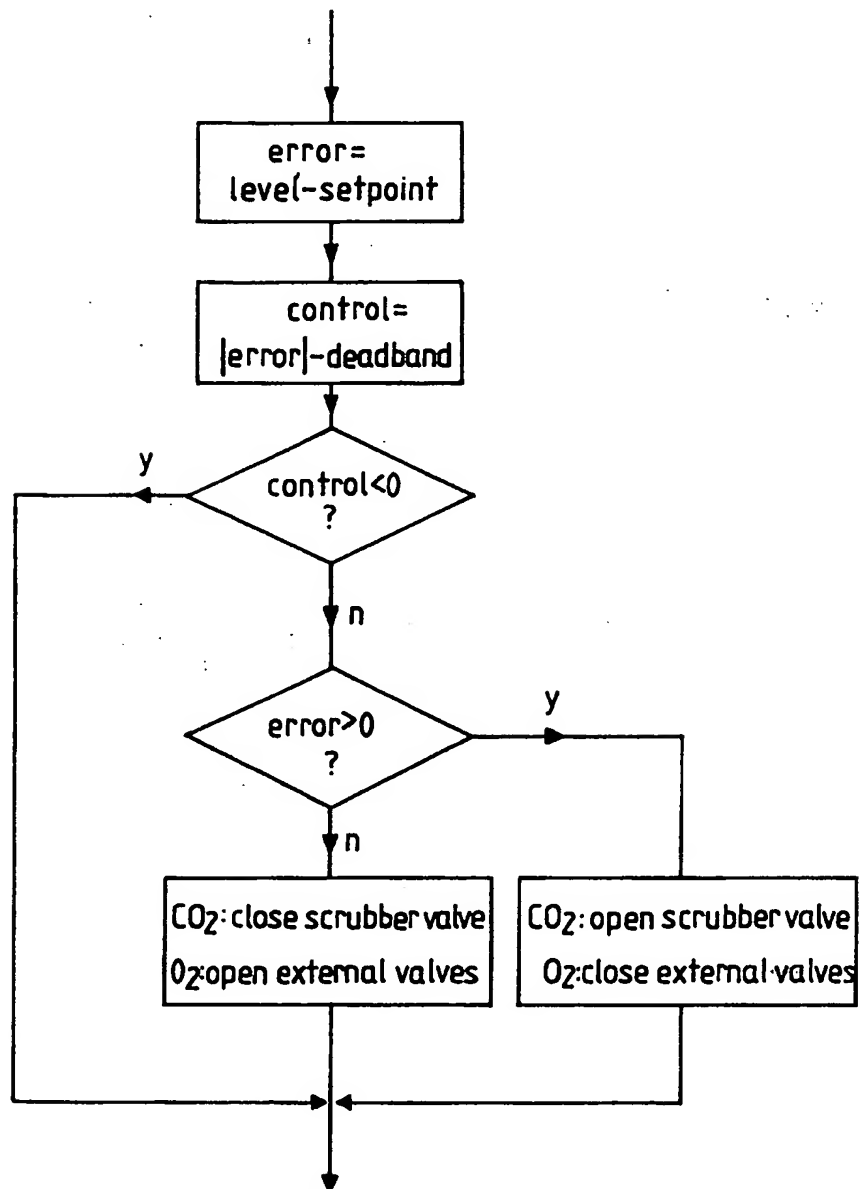 error=
level-setpoint
control=
|error|-deadband
y
control<0
?
n
error>0
?
y
n
CO2: close scrubber valve
O2:open external valves
CO2: open scrubber valve
O2:close external valves